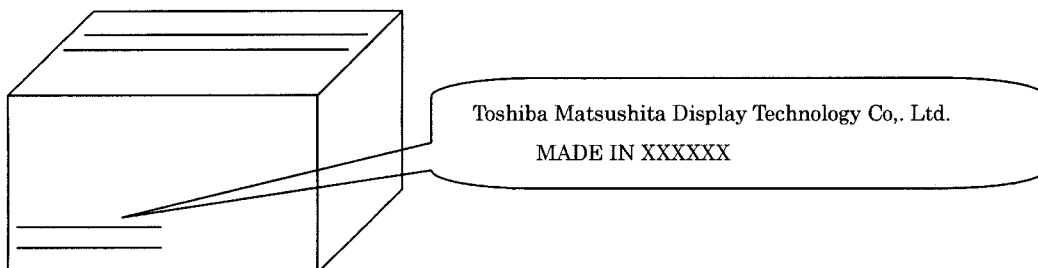 Toshiba Matsushita Display Technology Co,. Ltd.
MADE IN XXXXXX